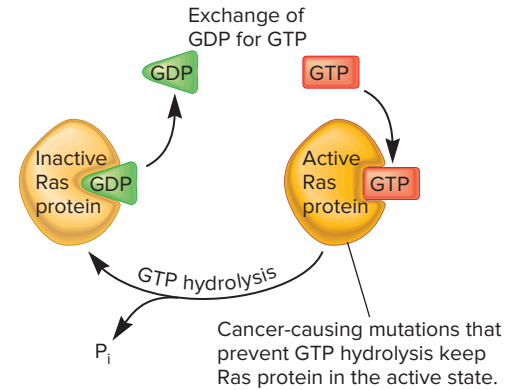 Exchange of
GDP for GTP
GDP
GTP
Inactive
Ras
protein
GDP
Active
Ras
protein
GTP
GTP hydrolysis
Pi
Cancer-causing mutations that
prevent GTP hydrolysis keep
Ras protein in the active state.